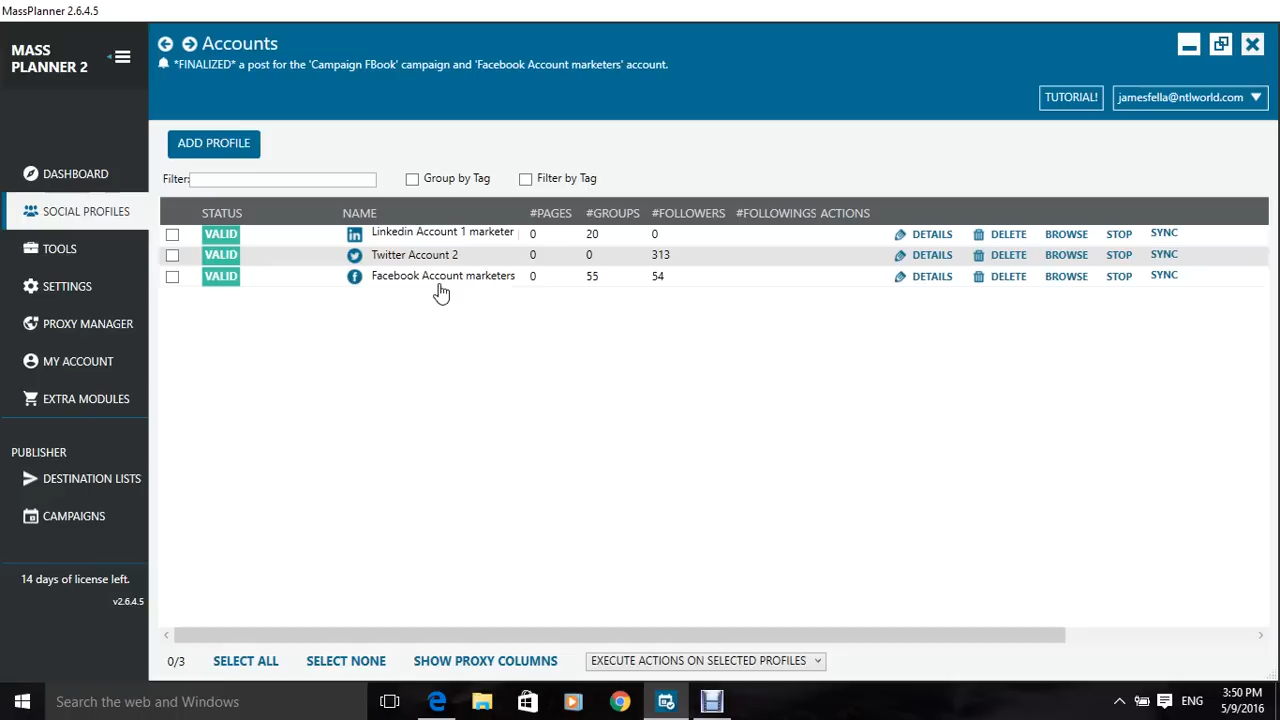 MassPlanner 2.6.4.5
MASS
PLANNER 2
Accounts
*FINALIZED* a post for the 'Campaign FBook' campaign and 'Facebook Account marketers' account.
TUTORIAL!
jamesfella@ntlworld.com
DASHBOARD
SOCIAL PROFILES
TOOLS
SETTINGS
PROXY MANAGER
MY ACCOUNT
EXTRA MODULES
PUBLISHER
DESTINATION LISTS
CAMPAIGNS
14 days of license left.
v2.6.4.5
ADD PROFILE
Filter: Group by Tag Filter by Tag
STATUS NAME #PAGES #GROUPS #FOLLOWERS #FOLLOWINGS ACTIONS
VALID Linkedin Account 1 marketer 0 20 0 DETAILS DELETE BROWSE STOP SYNC
VALID Twitter Account 2 0 0 313 DETAILS DELETE BROWSE STOP SYNC
VALID Facebook Account marketers 0 55 54 DETAILS DELETE BROWSE STOP SYNC
0/3 SELECT ALL SELECT NONE SHOW PROXY COLUMNS EXECUTE ACTIONS ON SELECTED PROFILES
Search the web and Windows
ENG
3:50 PM
5/9/2016